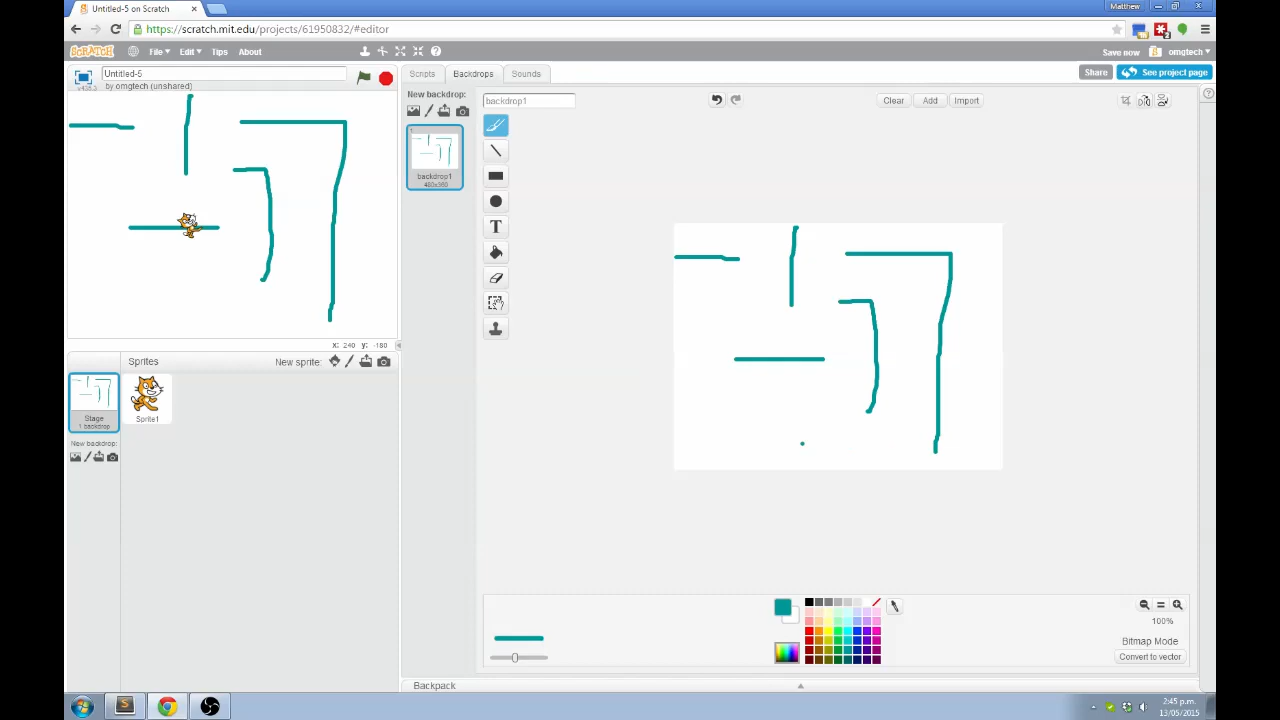 Untitled-5 on Scratch
Matthew
https://scratch.mit.edu/projects/61950832/#editor
SCRATCH
File
Edit
Tips
About
Save now
omgtech
Untitled-5
by omgtech (unshared)
Scripts
Backdrops
Sounds
Share
See project page
New backdrop:
backdrop1
Clear
Add
Import
1
backdrop1
480x360
T
x: 240 y: -180
Sprites
New sprite:
Stage
1 backdrop
Sprite1
New backdrop:
100%
Bitmap Mode
Convert to vector
Backpack
2:45 p.m.
13/05/2015